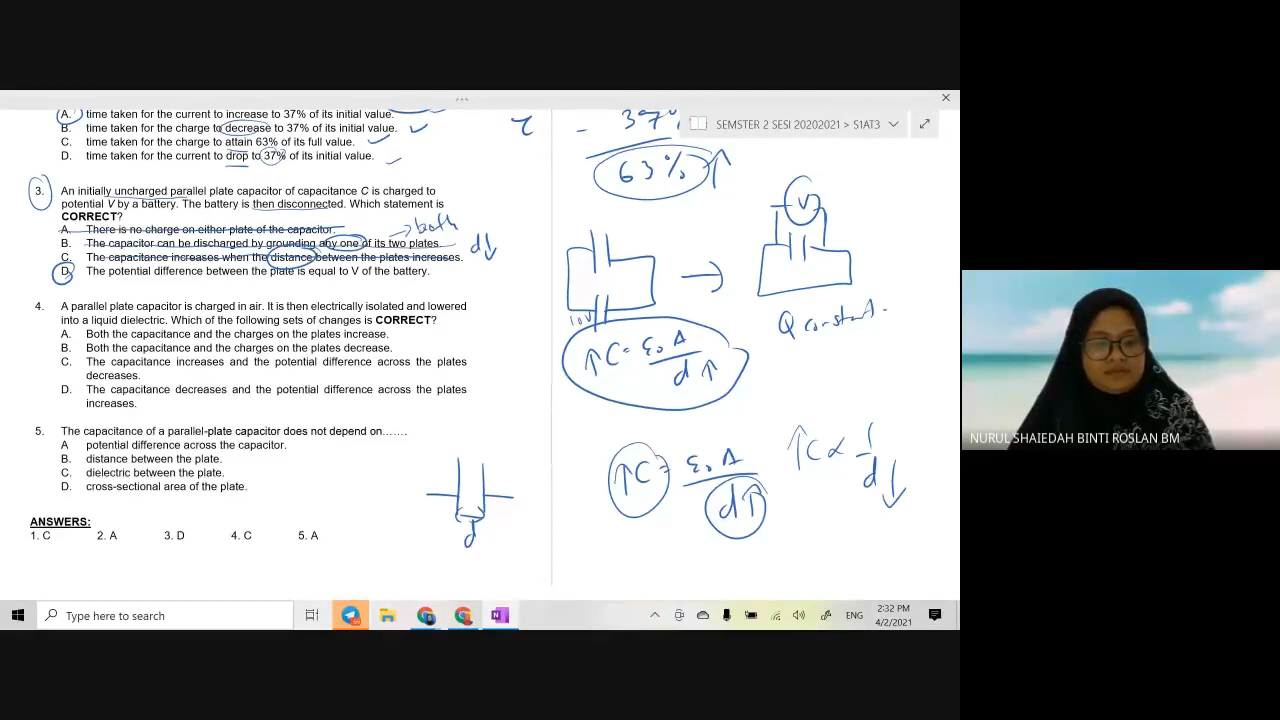 SEMSTER 2 SESI 20202021 > S1AT3
A. time taken for the current to increase to 37% of its initial value.
B. time taken for the charge to decrease to 37% of its initial value.
C. time taken for the charge to attain 63% of its full value.
D. time taken for the current to drop to 37% of its initial value.
τ
- 37%
63% ↑
3. An initially uncharged parallel plate capacitor of capacitance C is charged to
potential V by a battery. The battery is then disconnected. Which statement is
CORRECT?
A. There is no charge on either plate of the capacitor.
→ both
B. The capacitor can be discharged by grounding any one of its two plates.
C. The capacitance increases when the distance between the plates increases.
d↓
D. The potential difference between the plate is equal to V of the battery.
V
10V
→
Q constant.
↑ C = ε₀ A
d ↑
4. A parallel plate capacitor is charged in air. It is then electrically isolated and lowered
into a liquid dielectric. Which of the following sets of changes is CORRECT?
A. Both the capacitance and the charges on the plates increase.
B. Both the capacitance and the charges on the plates decrease.
C. The capacitance increases and the potential difference across the plates
decreases.
D. The capacitance decreases and the potential difference across the plates
increases.
5. The capacitance of a parallel-plate capacitor does not depend on…….
A potential difference across the capacitor.
B. distance between the plate.
C. dielectric between the plate.
D. cross-sectional area of the plate.
d
↑C = ε₀ A
d↑
↑C ∝ 1
d ↓
ANSWERS:
1. C 2. A 3. D 4. C 5. A
NURUL SHAIEDAH BINTI ROSLAN BM
Type here to search
ENG
2:32 PM
4/2/2021